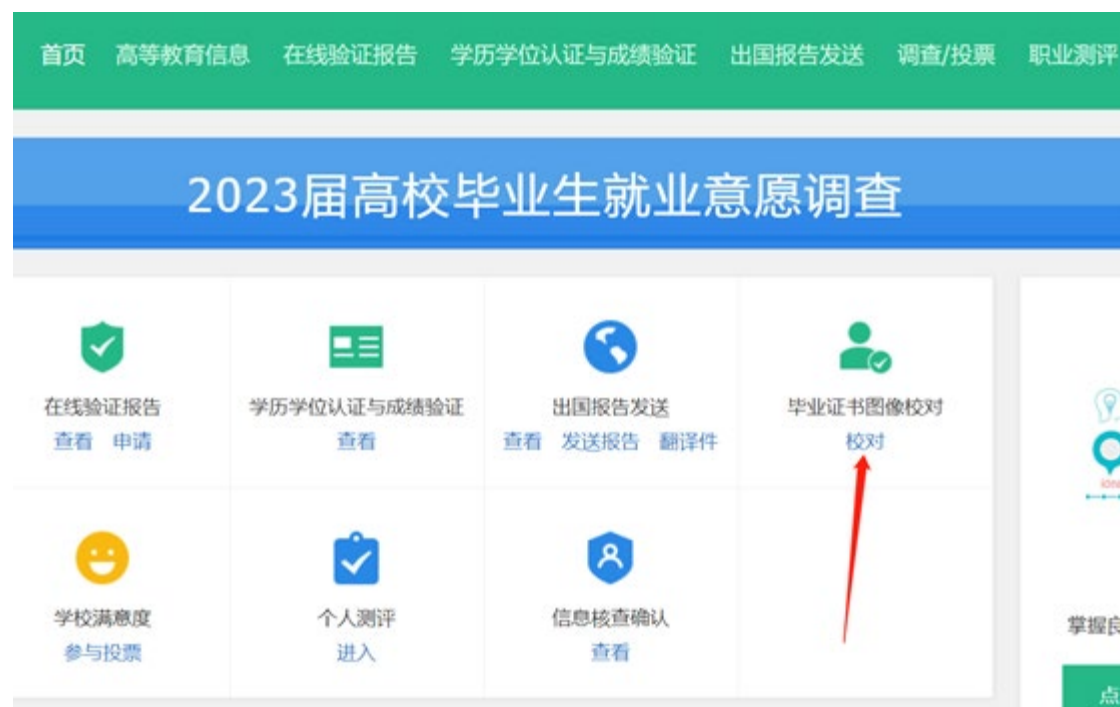 首页 高等教育信息 在线验证报告 学历学位认证与成绩验证 出国报告发送 调查/投票 职业测评
2023届高校毕业生就业意愿调查
在线验证报告 学历学位认证与成绩验证 出国报告发送 毕业证书图像校对
查看 申请 查看 查看 发送报告 翻译件 校对
学校满意度 个人测评 信息核查确认
参与投票 进入 查看
掌握
点